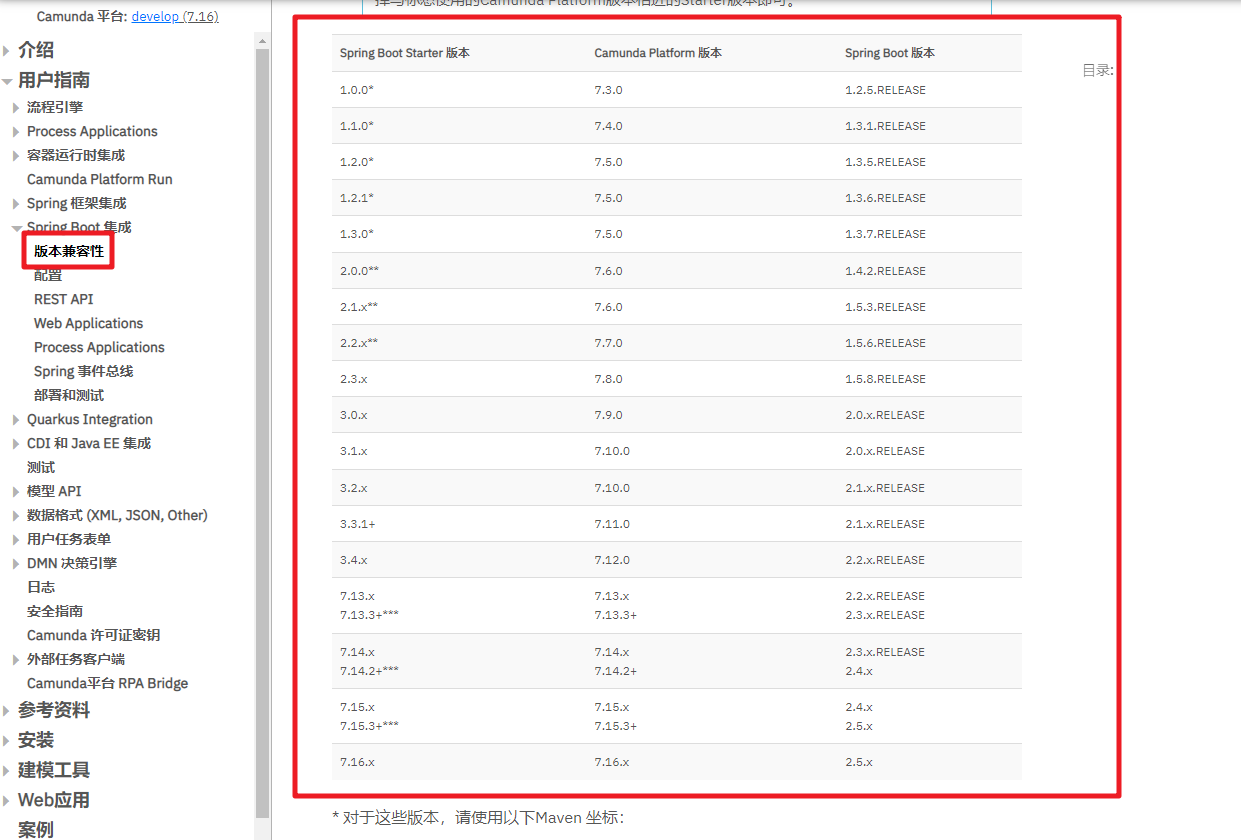 Camunda 平台: develop (7.16)
介绍
用户指南
流程引擎
Process Applications
容器运行时集成
Camunda Platform Run
Spring 框架集成
Spring Boot 集成
版本兼容性
配置
REST API
Web Applications
Process Applications
Spring 事件总线
部署和测试
Quarkus Integration
CDI 和 Java EE 集成
测试
模型 API
数据格式 (XML, JSON, Other)
用户任务表单
DMN 决策引擎
日志
安全指南
Camunda 许可证密钥
外部任务客户端
Camunda平台 RPA Bridge
参考资料
安装
建模工具
Web应用
案例
使用的Camunda Platform版本相近的Starter版本即可。
Spring Boot Starter 版本 Camunda Platform 版本 Spring Boot 版本
1.0.0* 7.3.0 1.2.5.RELEASE
1.1.0* 7.4.0 1.3.1.RELEASE
1.2.0* 7.5.0 1.3.5.RELEASE
1.2.1* 7.5.0 1.3.6.RELEASE
1.3.0* 7.5.0 1.3.7.RELEASE
2.0.0** 7.6.0 1.4.2.RELEASE
2.1.x** 7.6.0 1.5.3.RELEASE
2.2.x** 7.7.0 1.5.6.RELEASE
2.3.x 7.8.0 1.5.8.RELEASE
3.0.x 7.9.0 2.0.x.RELEASE
3.1.x 7.10.0 2.0.x.RELEASE
3.2.x 7.10.0 2.1.x.RELEASE
3.3.1+ 7.11.0 2.1.x.RELEASE
3.4.x 7.12.0 2.2.x.RELEASE
7.13.x 7.13.x 2.2.x.RELEASE
7.13.3+*** 7.13.3+ 2.3.x.RELEASE
7.14.x 7.14.x 2.3.x.RELEASE
7.14.2+*** 7.14.2+ 2.4.x
7.15.x 7.15.x 2.4.x
7.15.3+*** 7.15.3+ 2.5.x
7.16.x 7.16.x 2.5.x
* 对于这些版本，请使用以下Maven 坐标：
目录: